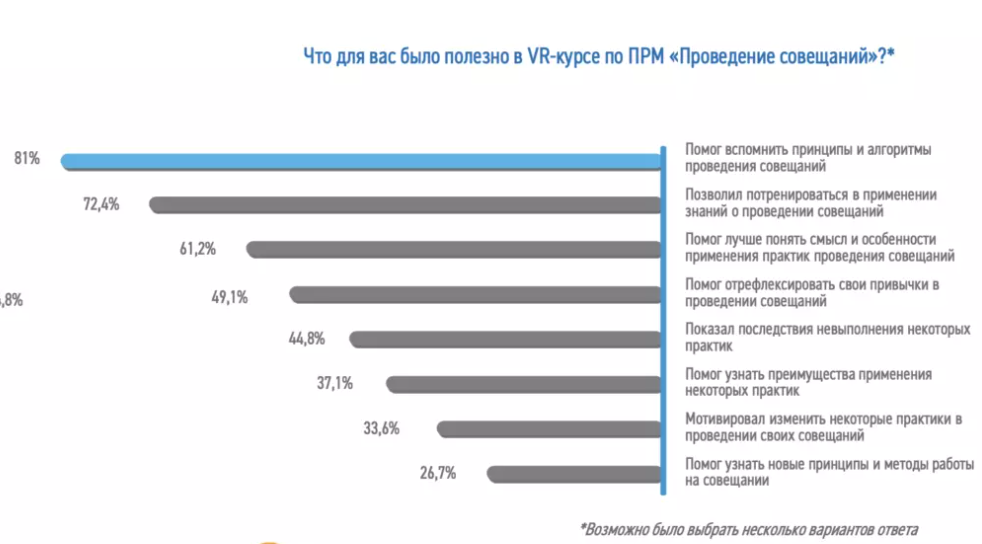 Что для вас было полезно в VR-курсе по ПРМ «Проведение совещаний»?*
81%
Помог вспомнить принципы и алгоритмы
проведения совещаний
72,4%
Позволил потренироваться в применении
знаний о проведении совещаний
61,2%
Помог лучше понять смысл и особенности
применения практик проведения совещаний
,8%
49,1%
Помог отрефлексировать свои привычки в
проведении совещаний
44,8%
Показал последствия невыполнения некоторых
практик
37,1%
Помог узнать преимущества применения
некоторых практик
33,6%
Мотивировал изменить некоторые практики в
проведении своих совещаний
26,7%
Помог узнать новые принципы и методы работы
на совещании
*Возможно было выбрать несколько вариантов ответа